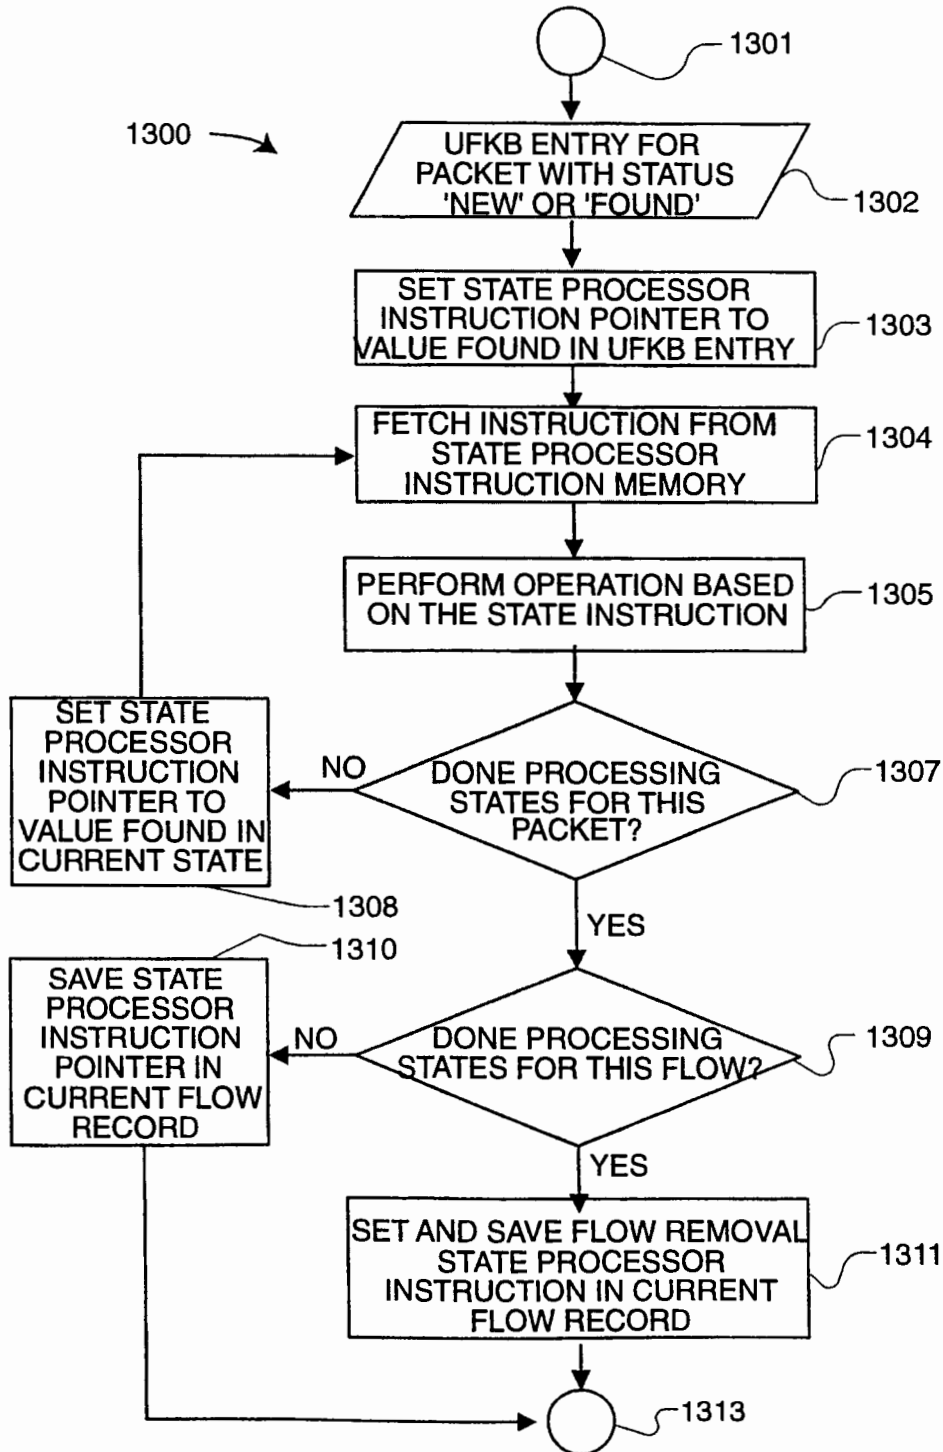 1301
1300
UFKB ENTRY FOR
PACKET WITH STATUS
'NEW' OR 'FOUND'
1302
SET STATE PROCESSOR
INSTRUCTION POINTER TO
VALUE FOUND IN UFKB ENTRY
1303
FETCH INSTRUCTION FROM
STATE PROCESSOR
INSTRUCTION MEMORY
1304
PERFORM OPERATION BASED
ON THE STATE INSTRUCTION
1305
SET STATE
PROCESSOR
INSTRUCTION
POINTER TO
VALUE FOUND IN
CURRENT STATE
1308
NO
DONE PROCESSING
STATES FOR THIS
PACKET?
1307
YES
1310
SAVE STATE
PROCESSOR
INSTRUCTION
POINTER IN
CURRENT FLOW
RECORD
NO
DONE PROCESSING
STATES FOR THIS FLOW?
1309
YES
SET AND SAVE FLOW REMOVAL
STATE PROCESSOR
INSTRUCTION IN CURRENT
FLOW RECORD
1311
1313